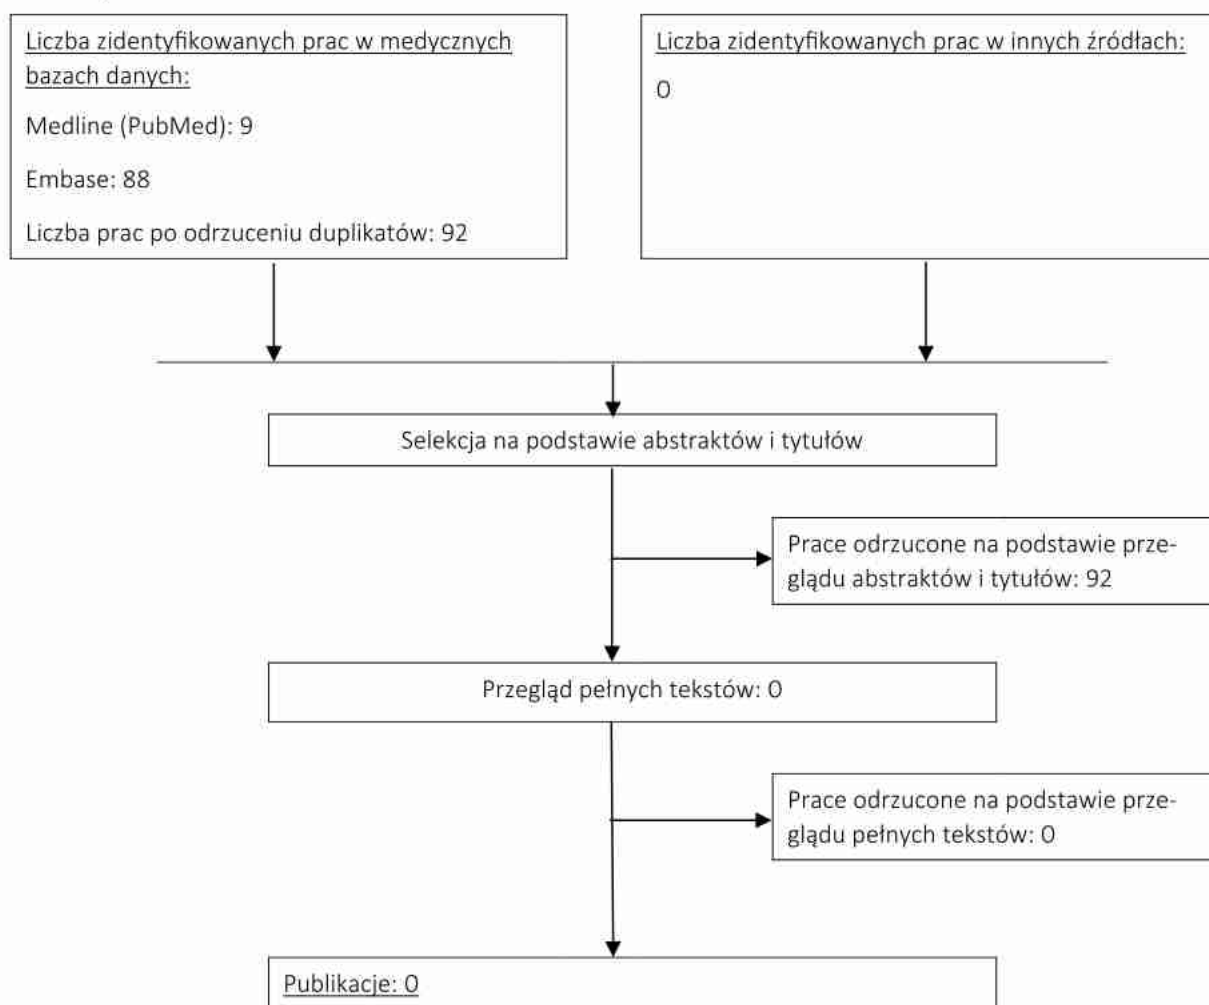 Liczba zidentyfikowanych prac w medycznych
bazach danych:
Medline (PubMed): 9
Embase: 88
Liczba prac po odrzuceniu duplikatów: 92
Liczba zidentyfikowanych prac w innych źródłach:
0
Selekcja na podstawie abstraktów i tytułów
Prace odrzucone na podstawie prze-
glądu abstraktów i tytułów: 92
Przegląd pełnych tekstów: 0
Prace odrzucone na podstawie prze-
glądu pełnych tekstów: 0
Publikacje: 0